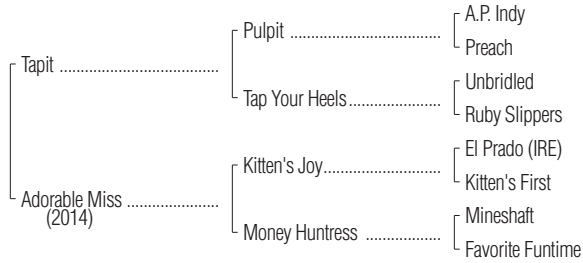 A.P. Indy
Pulpit
Preach
Tapit
Unbridled
Tap Your Heels
Ruby Slippers
El Prado (IRE)
Kitten's Joy
Kitten's First
Adorable Miss
(2014)
Mineshaft
Money Huntress
Favorite Funtime